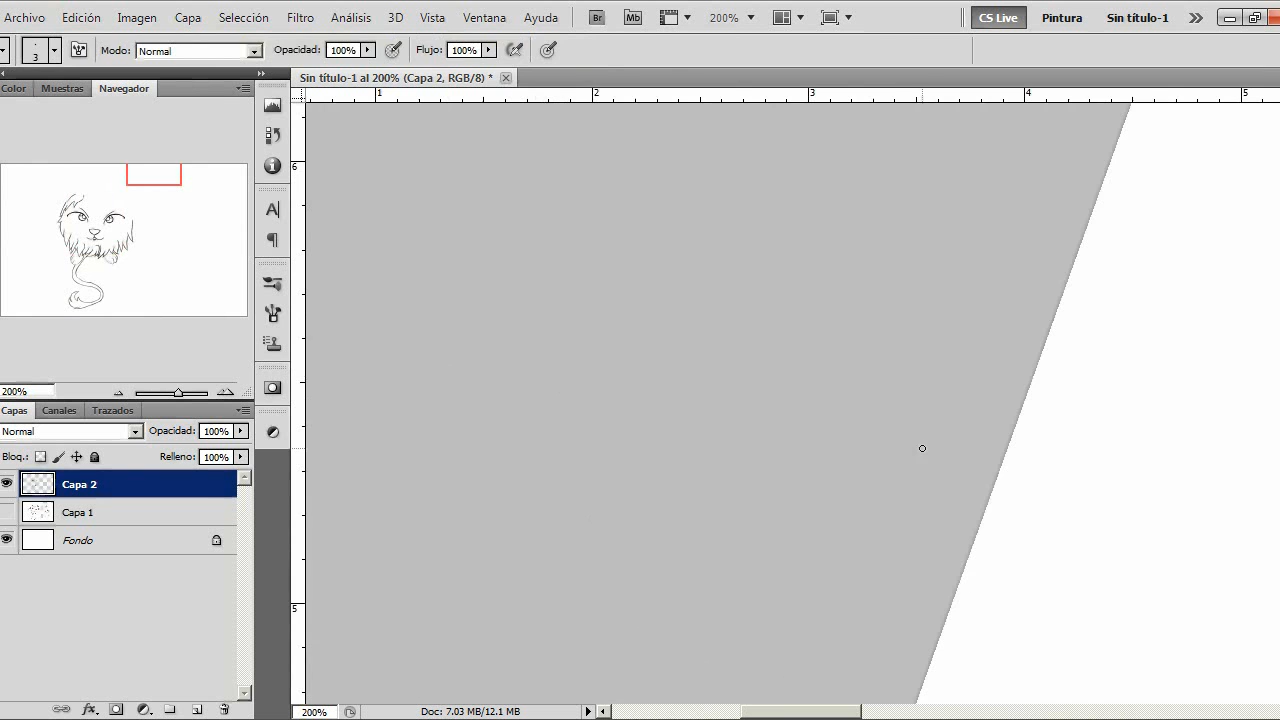 Archivo Edición Imagen Capa Selección Filtro Análisis 3D Vista Ventana Ayuda Br Mb 200% CS Live Pintura Sin título-1
3 Modo: Normal Opacidad: 100% Flujo: 100%
Sin título-1 al 200% (Capa 2, RGB/8) *
Color Muestras Navegador
1 2 3 4 5
6
200%
Capas Canales Trazados
Normal Opacidad: 100%
Bloq.: Relleno: 100%
Capa 2
Capa 1
Fondo
5
fx
200% Doc: 7.03 MB/12.1 MB